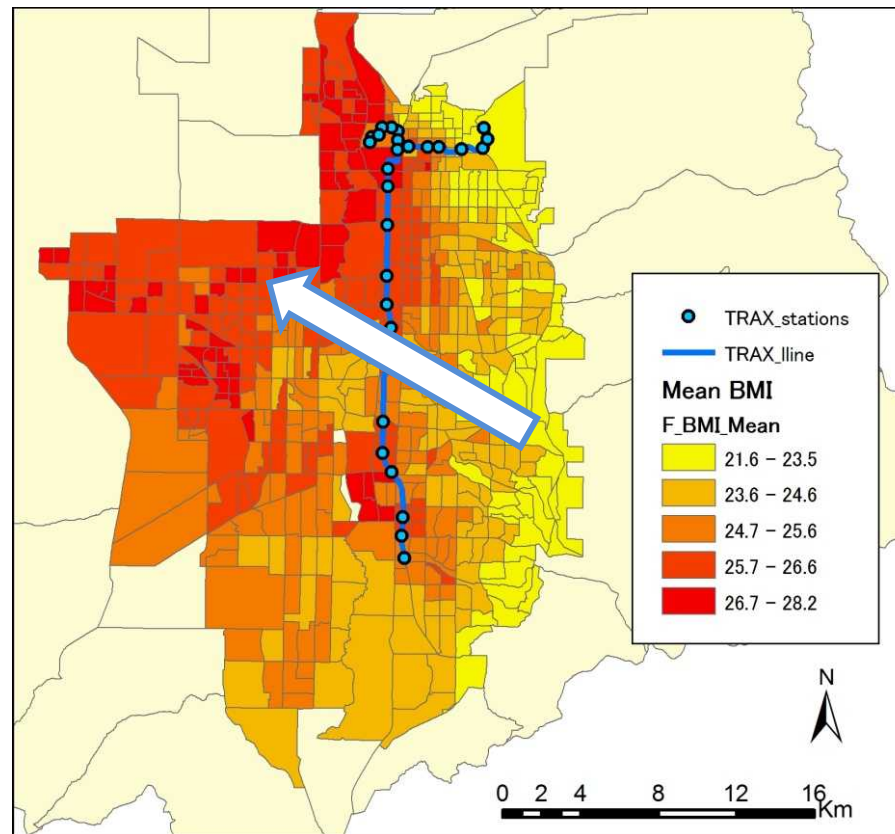 TRAX_stations
TRAX_lline
Mean BMI
F_BMI_Mean
21.6 - 23.5
23.6 - 24.6
24.7 - 25.6
25.7 - 26.6
26.7 - 28.2
N
0 2 4 8 12 16
Km